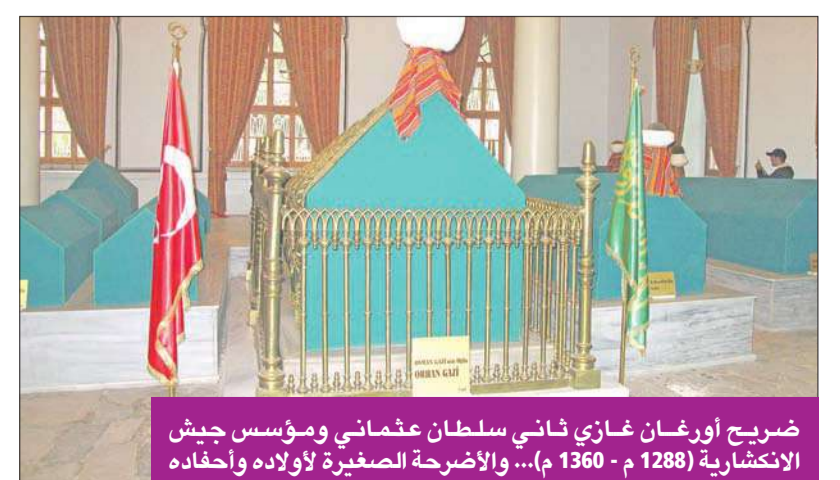 ORHAN GAZİ
ضريح أورغان غازي ثاني سلطان عثماني ومؤسس جيش
الانكشارية (1288 م - 1360 م)... والأضرحة الصغيرة لأولاده وأحفاده